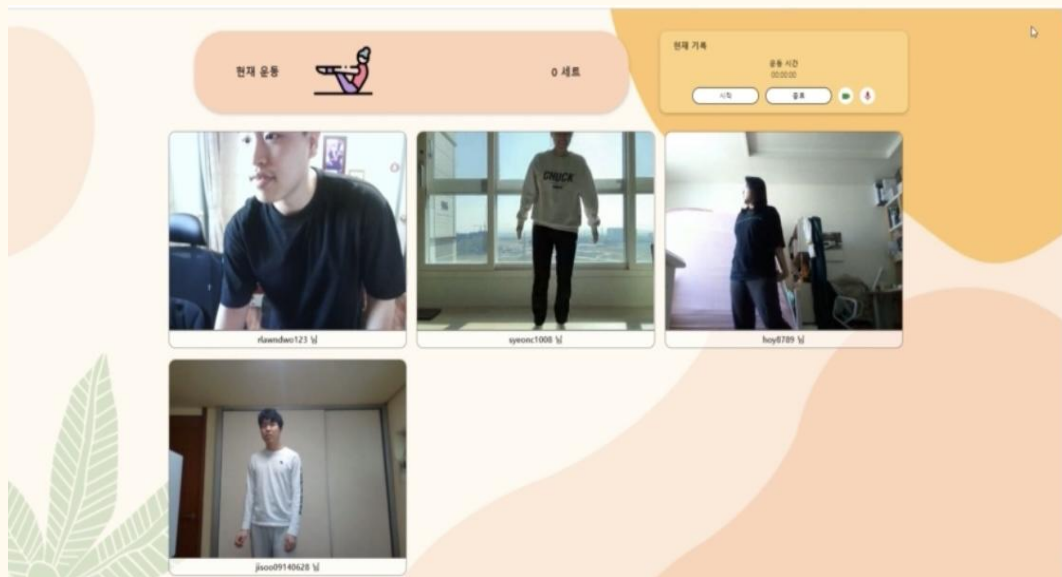 현재 운동
0 세트
현재 기록
운동 시간
00:00:00
시작
종료
CHUCK
rlawndwo123 님
syeonc1008 님
hoy8789 님
jisoo09140628 님